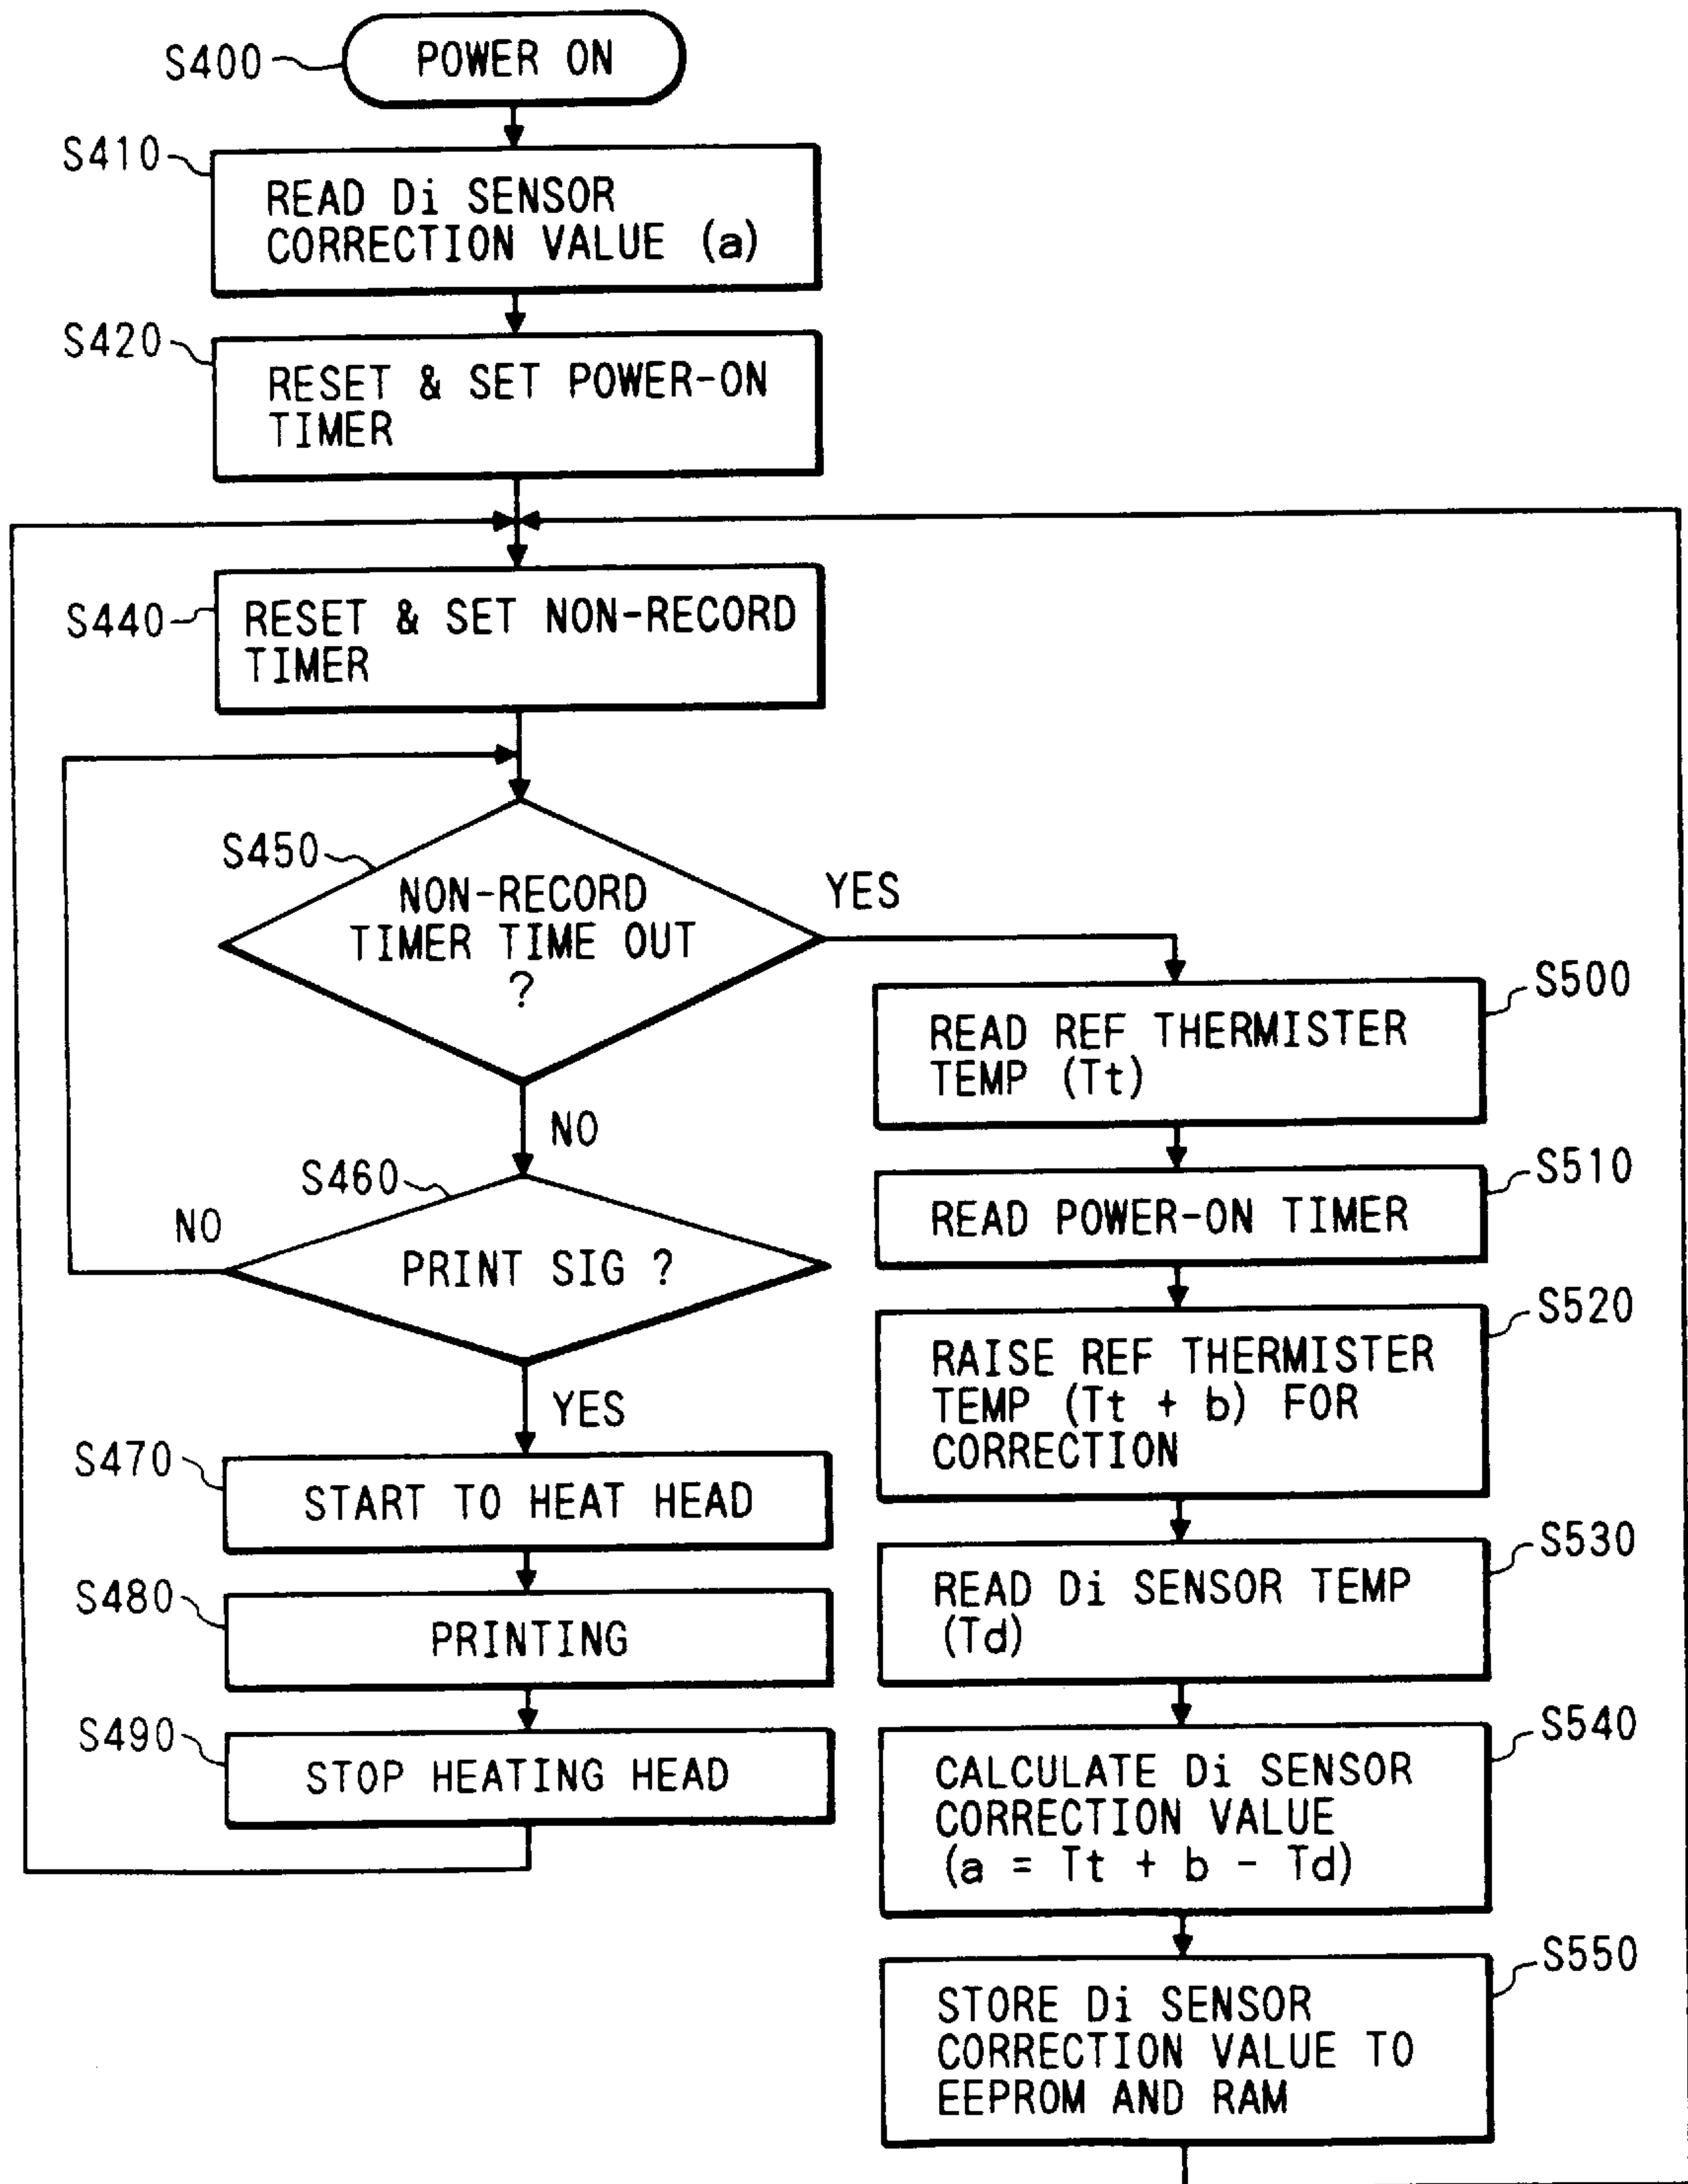 S400
POWER ON
S410
READ Di SENSOR
CORRECTION VALUE (a)
S420
RESET & SET POWER-ON
TIMER
S440
RESET & SET NON-RECORD
TIMER
S450
NON-RECORD
TIMER TIME OUT
?
YES
NO
S460
PRINT SIG ?
NO
YES
S470
START TO HEAT HEAD
S480
PRINTING
S490
STOP HEATING HEAD
S500
READ REF THERMISTER
TEMP (Tt)
S510
READ POWER-ON TIMER
S520
RAISE REF THERMISTER
TEMP (Tt + b) FOR
CORRECTION
S530
READ Di SENSOR TEMP
(Td)
S540
CALCULATE Di SENSOR
CORRECTION VALUE
(a = Tt + b - Td)
S550
STORE Di SENSOR
CORRECTION VALUE TO
EEPROM AND RAM